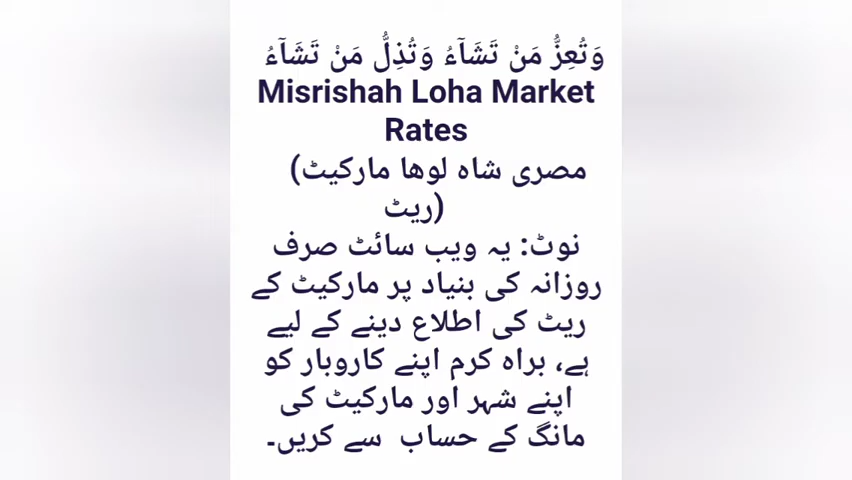 وَتُعِزُّ مَنْ تَشَآءُ وَتُذِلُّ مَنْ تَشَآءُ
Misrishah Loha Market
Rates
(مصری شاہ لوھا مارکیٹ
ریٹ)
نوٹ: یہ ویب سائٹ صرف
روزانہ کی بنیاد پر مارکیٹ کے
ریٹ کی اطلاع دینے کے لیے
ہے، براہ کرم اپنے کاروبار کو
اپنے شہر اور مارکیٹ کی
مانگ کے حساب سے کریں۔